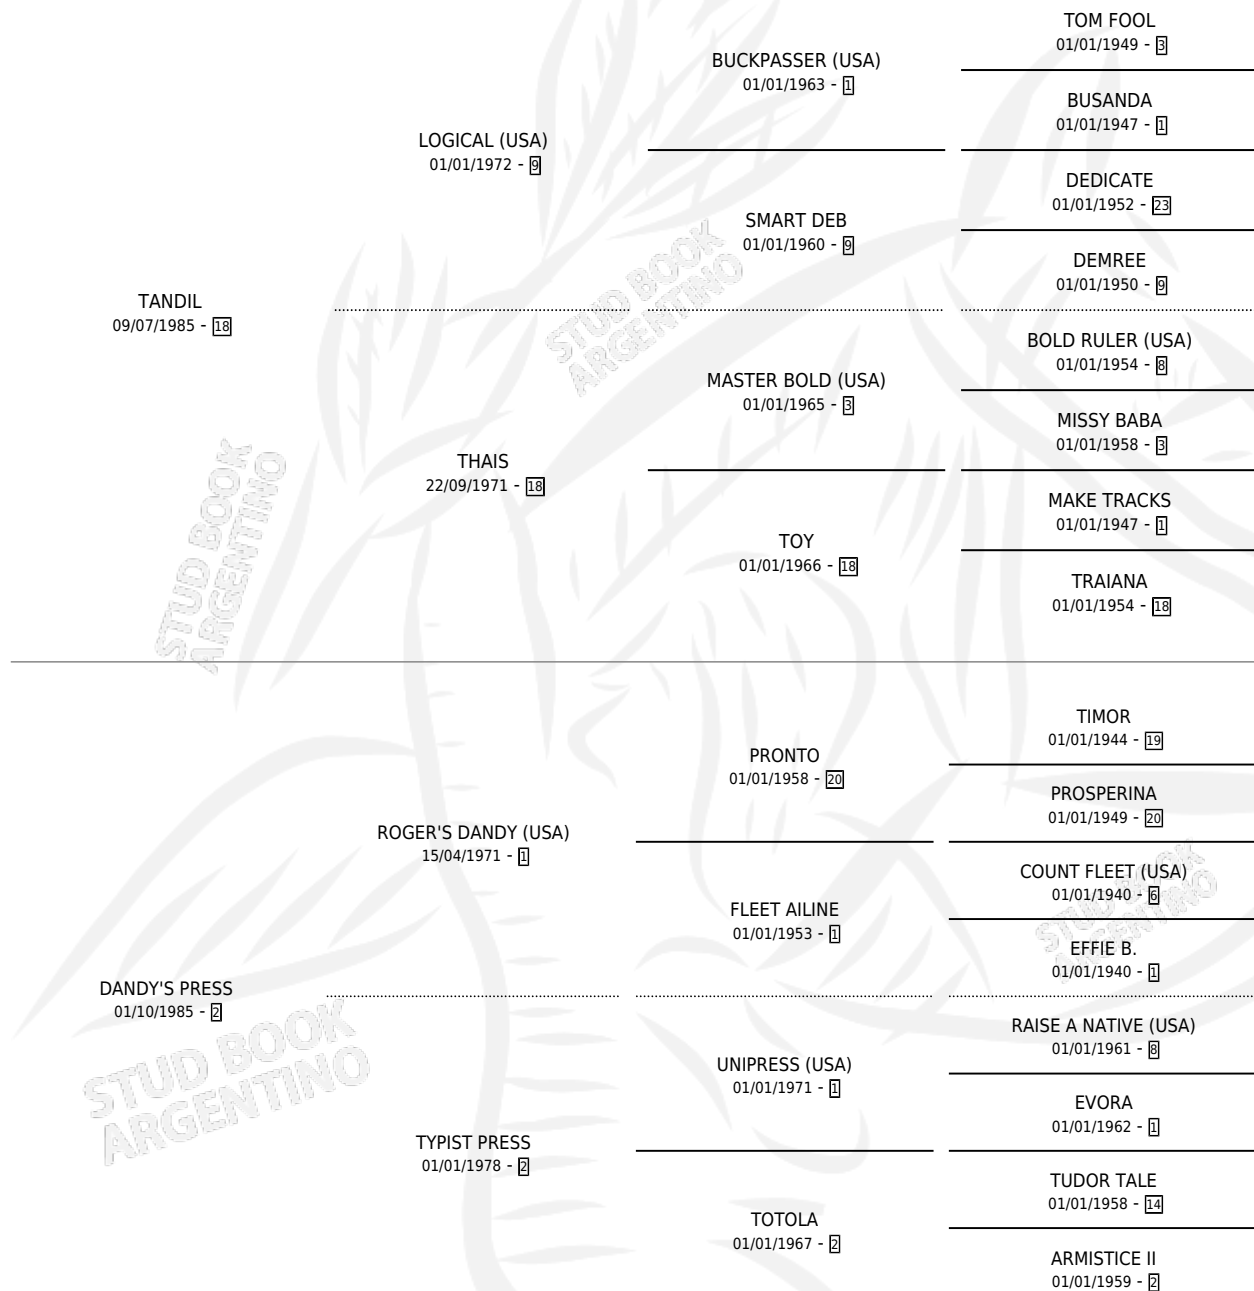 TOM FOOL
01/01/1949 - 3
BUCKPASSER (USA)
01/01/1963 - 1
BUSANDA
01/01/1947 - 1
LOGICAL (USA)
01/01/1972 - 9
DEDICATE
01/01/1952 - 23
SMART DEB
01/01/1960 - 9
DEMREE
01/01/1950 - 9
TANDIL
09/07/1985 - 18
BOLD RULER (USA)
01/01/1954 - 8
MASTER BOLD (USA)
01/01/1965 - 3
MISSY BABA
01/01/1958 - 3
THAIS
22/09/1971 - 18
MAKE TRACKS
01/01/1947 - 1
TOY
01/01/1966 - 18
TRAIANA
01/01/1954 - 18
TIMOR
01/01/1944 - 19
PRONTO
01/01/1958 - 20
PROSPERINA
01/01/1949 - 20
ROGER'S DANDY (USA)
15/04/1971 - 1
COUNT FLEET (USA)
01/01/1940 - 6
FLEET AILINE
01/01/1953 - 1
EFFIE B.
01/01/1940 - 1
DANDY'S PRESS
01/10/1985 - 2
RAISE A NATIVE (USA)
01/01/1961 - 8
UNIPRESS (USA)
01/01/1971 - 1
EVORA
01/01/1962 - 1
TYPIST PRESS
01/01/1978 - 2
TUDOR TALE
01/01/1958 - 14
TOTOLA
01/01/1967 - 2
ARMISTICE II
01/01/1959 - 2
STUD BOOK
ARGENTINO
STUD BOOK
ARGENTINO
STUD BOOK
ARGENTINO
STUD BOOK
ARGENTINO